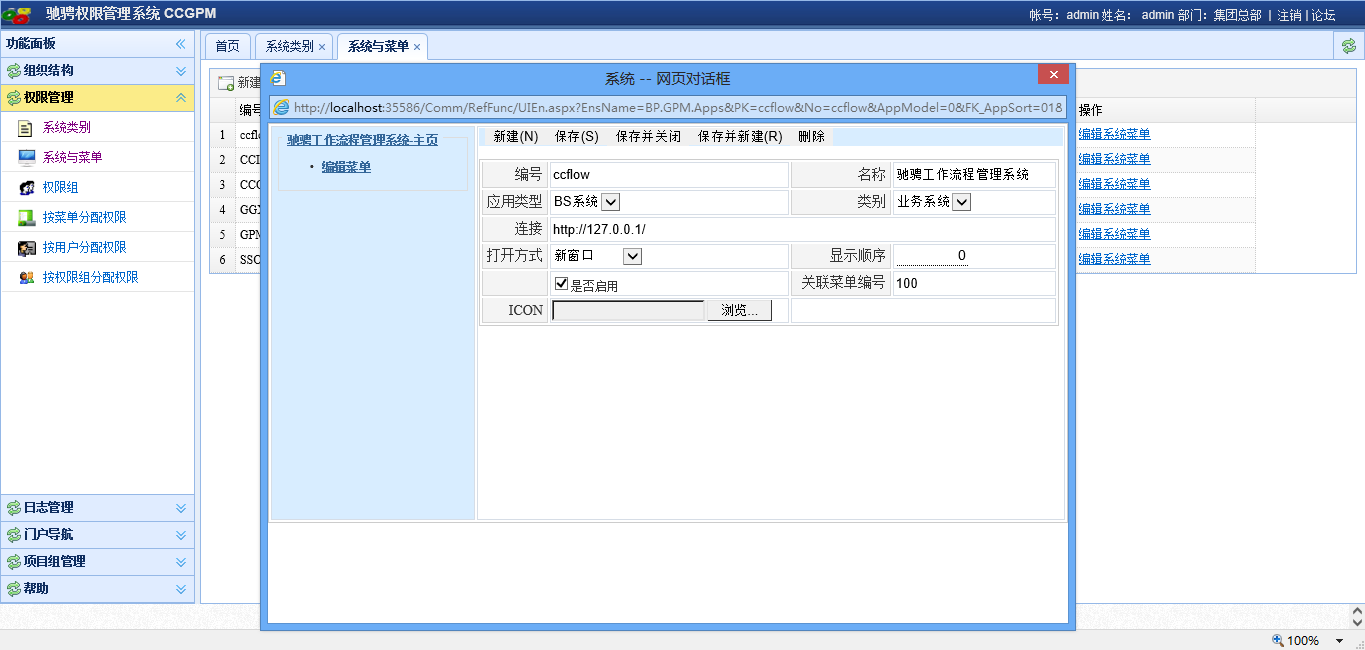 驰骋权限管理系统 CCGPM
帐号: admin 姓名: admin 部门: 集团总部 | 注销 | 论坛
功能面板
组织结构
权限管理
系统类别
系统与菜单
权限组
按菜单分配权限
按用户分配权限
按权限组分配权限
日志管理
门户导航
项目组管理
帮助
首页 系统类别 × 系统与菜单 ×
新建
编号 操作
1 编辑系统菜单
2 编辑系统菜单
3 编辑系统菜单
4 编辑系统菜单
5 编辑系统菜单
6 SSO 编辑系统菜单
系统 -- 网页对话框
http://localhost:35586/Comm/RefFunc/UIEn.aspx?EnsName=BP.GPM.Apps&PK=ccflow&No=ccflow&AppModel=0&FK_AppSort=01&
驰骋工作流程管理系统-主页
· 编辑菜单
新建(N) 保存(S) 保存并关闭 保存并新建(R) 删除
编号 ccflow 名称 驰骋工作流程管理系统
应用类型 BS系统 类别 业务系统
连接 http://127.0.0.1/
打开方式 新窗口 显示顺序 0
是否启用 关联菜单编号 100
ICON 浏览...
100%